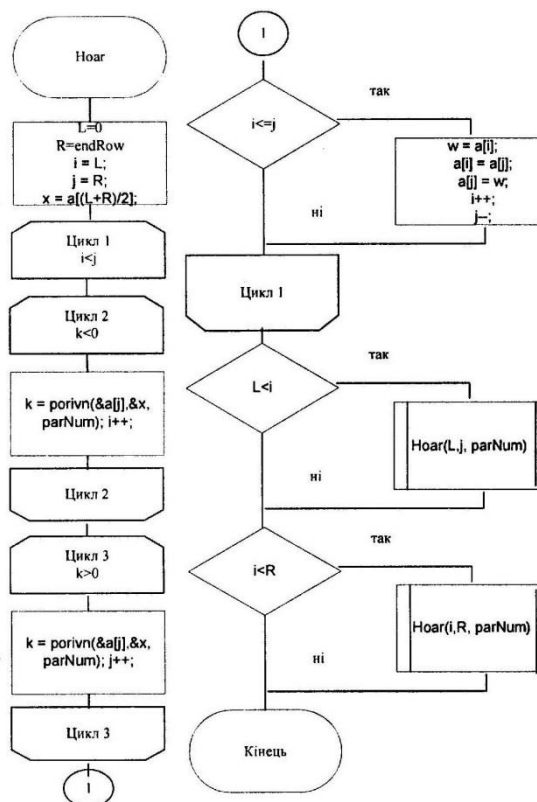 Hoar
L=0
R=endRow
i = L;
j = R;
x = a[(L+R)/2];
Цикл 1
i<j
Цикл 2
k<0
k = porivn(&a[j],&x,
parNum); i++;
Цикл 2
Цикл 3
k>0
k = porivn(&a[j],&x,
parNum); j++;
Цикл 3
1
1
i<=j
так
w = a[i];
a[i] = a[j];
a[j] = w;
i++;
j--;
ні
Цикл 1
L<i
так
Hoar(L,j, parNum)
ні
i<R
так
Hoar(i,R, parNum)
ні
Кінець